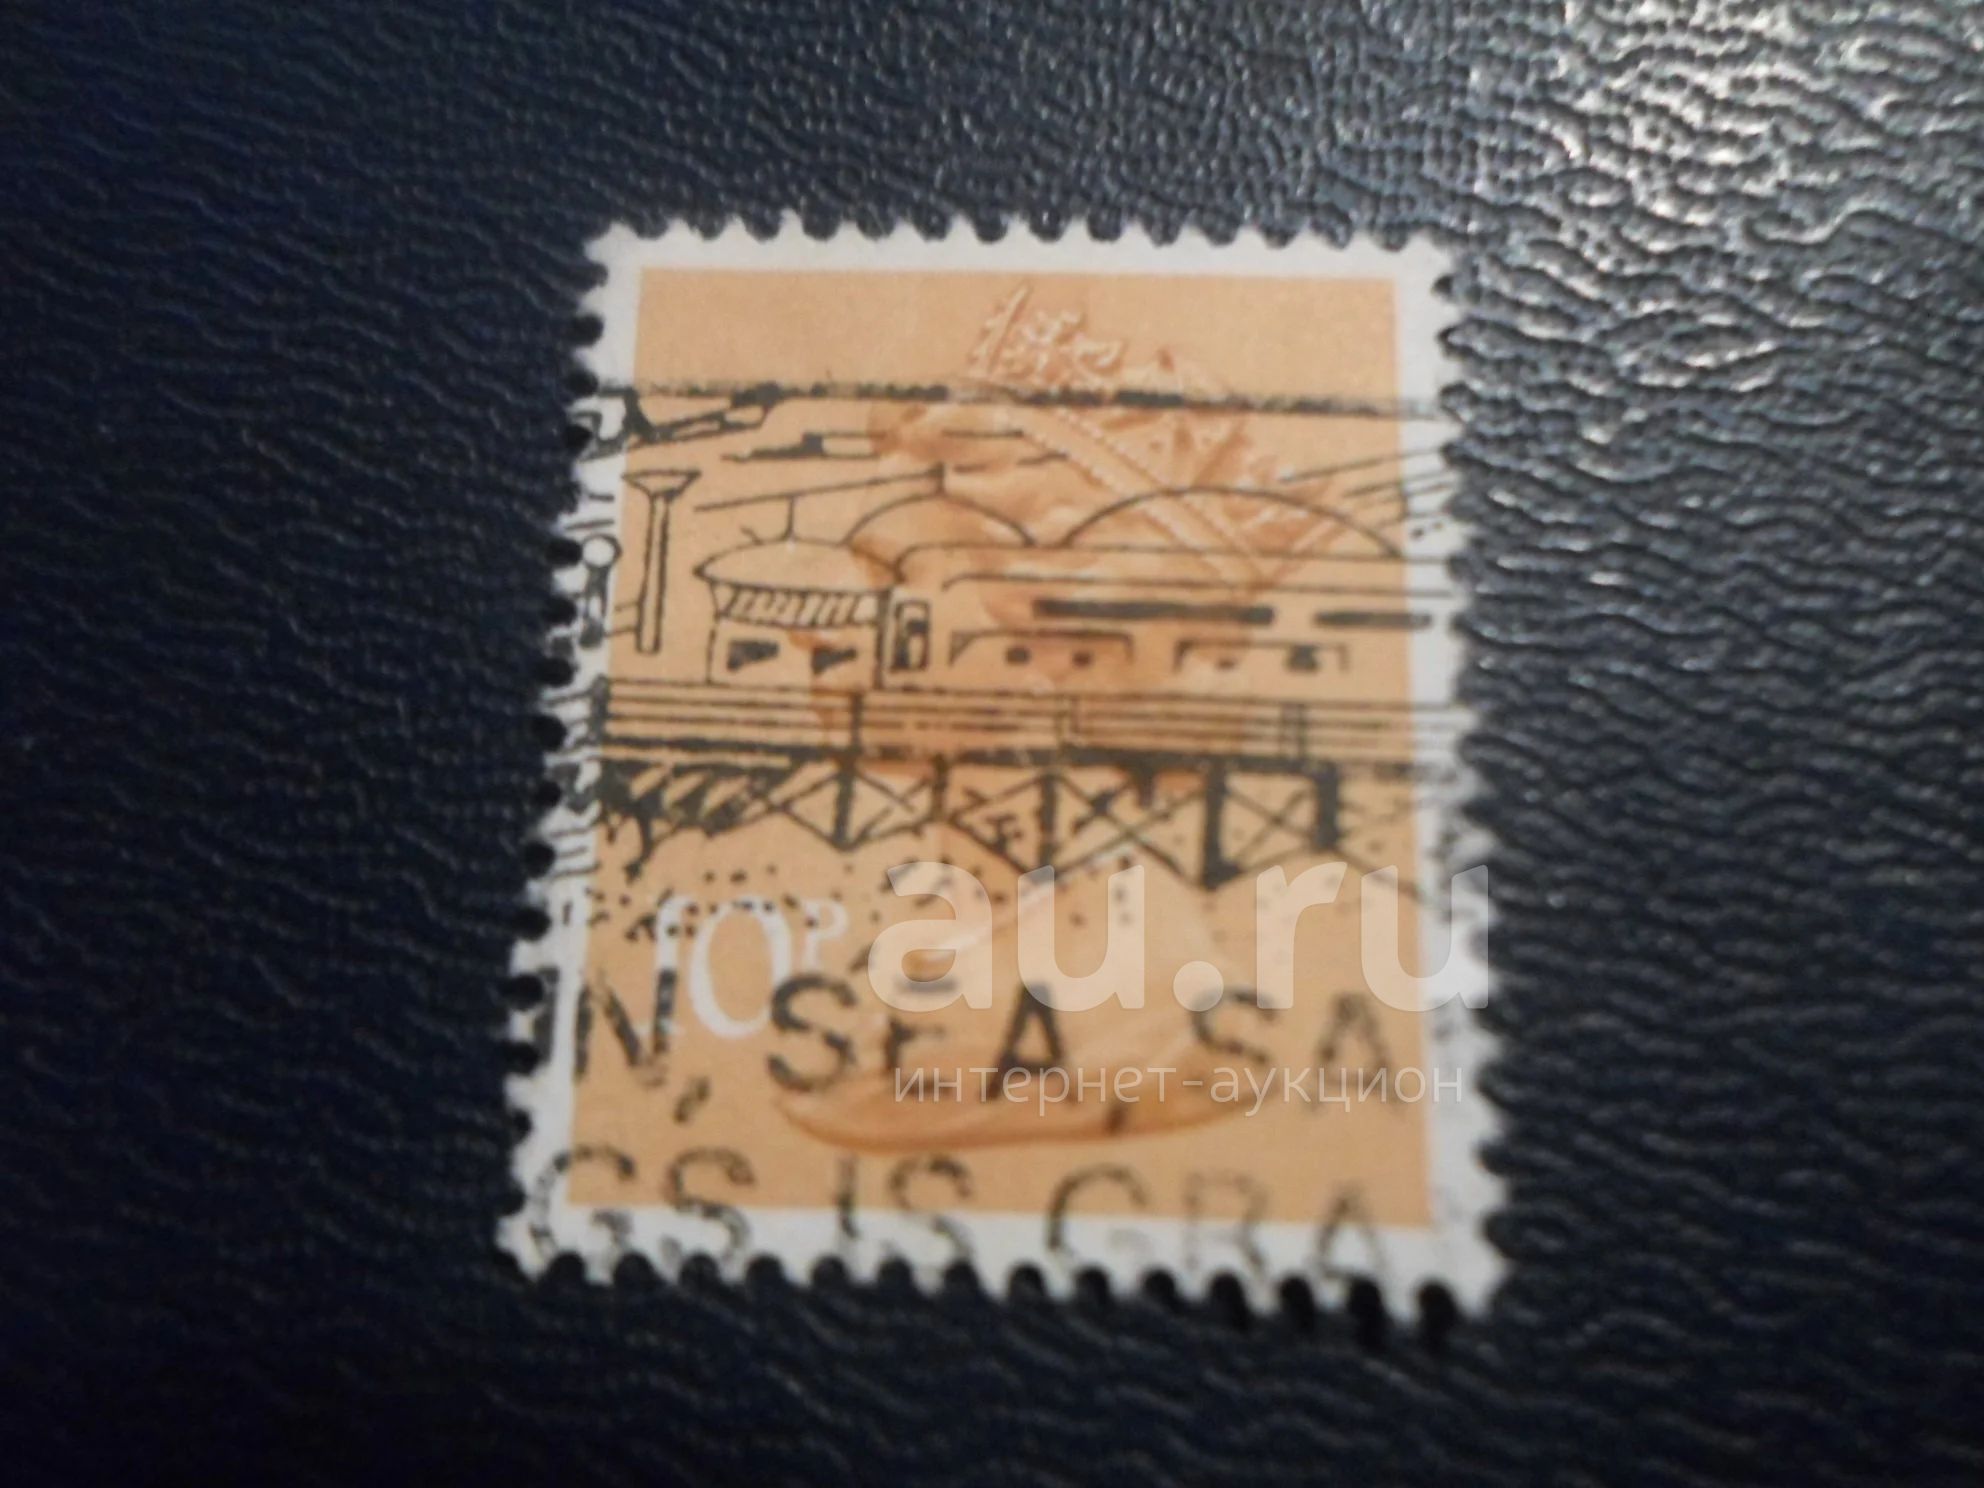 10P
au.ru
N, SEA, SA
интернет-аукцион
GS IS GRA